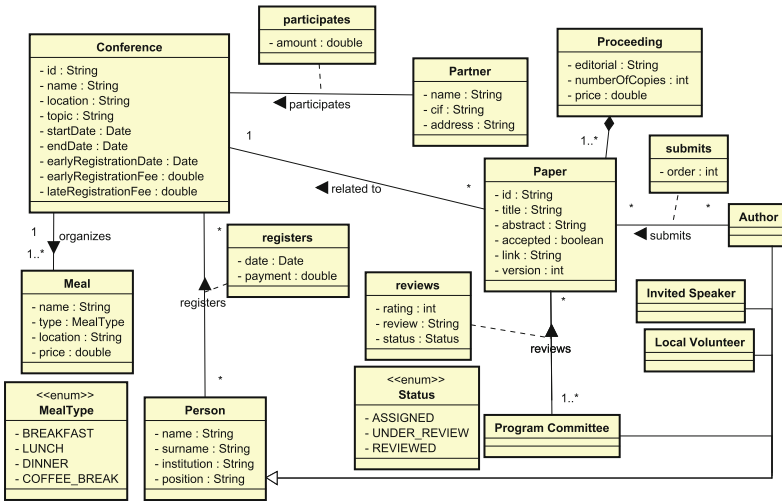 participates
- amount : double
Conference
- id : String
- name : String
- location : String
- topic : String
- startDate : Date
- endDate : Date
- earlyRegistrationDate : Date
- earlyRegistrationFee : double
- lateRegistrationFee : double
Partner
- name : String
- cif : String
- address : String
Proceeding
- editorial : String
- numberOfCopies : int
- price : double
participates
1
related to
*
1..*
Paper
- id : String
- title : String
- abstract : String
- accepted : boolean
- link : String
- version : int
submits
- order : int
*
*
submits
Author
1
organizes
1..*
Meal
- name : String
- type : MealType
- location : String
- price : double
*
registers
- date : Date
- payment : double
registers
*
reviews
- rating : int
- review : String
- status : Status
*
reviews
1..*
Invited Speaker
Local Volunteer
<<enum>>
MealType
- BREAKFAST
- LUNCH
- DINNER
- COFFEE_BREAK
Person
- name : String
- surname : String
- institution : String
- position : String
<<enum>>
Status
- ASSIGNED
- UNDER_REVIEW
- REVIEWED
Program Committee